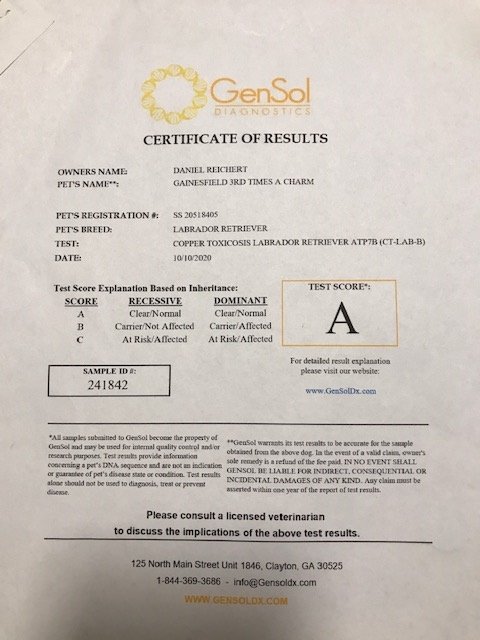 GenSol
DIAGNOSTICS
CERTIFICATE OF RESULTS
OWNERS NAME: DANIEL REICHERT
PET'S NAME**: GAINESFIELD 3RD TIMES A CHARM
PET'S REGISTRATION #: SS 20518405
PET'S BREED: LABRADOR RETRIEVER
TEST: COPPER TOXICOSIS LABRADOR RETRIEVER ATP7B (CT-LAB-B)
DATE: 10/10/2020
Test Score Explanation Based on Inheritance:
SCORE RECESSIVE DOMINANT
A Clear/Normal Clear/Normal
B Carrier/Not Affected Carrier/Affected
C At Risk/Affected At Risk/Affected
TEST SCORE*:
A
SAMPLE ID #:
241842
For detailed result explanation
please visit our website:
www.GenSolDx.com
*All samples submitted to GenSol become the property of
GenSol and may be used for internal quality control and/or
research purposes. Test results provide information
concerning a pet's DNA sequence and are not an indication
or guarantee of pet's disease state or condition. Test results
alone should not be used to diagnosis, treat or prevent
disease.
**GenSol warrants its test results to be accurate for the sample
obtained from the above dog. In the event of a valid claim, owner's
sole remedy is a refund of the fee paid. IN NO EVENT SHALL
GENSOL BE LIABLE FOR INDIRECT, CONSEQUENTIAL OR
INCIDENTAL DAMAGES OF ANY KIND. Any claim must be
asserted within one year of the report of test results.
Please consult a licensed veterinarian
to discuss the implications of the above test results.
125 North Main Street Unit 1846, Clayton, GA 30525
1-844-369-3686 - info@Gensoldx.com
WWW.GENSOLDX.COM